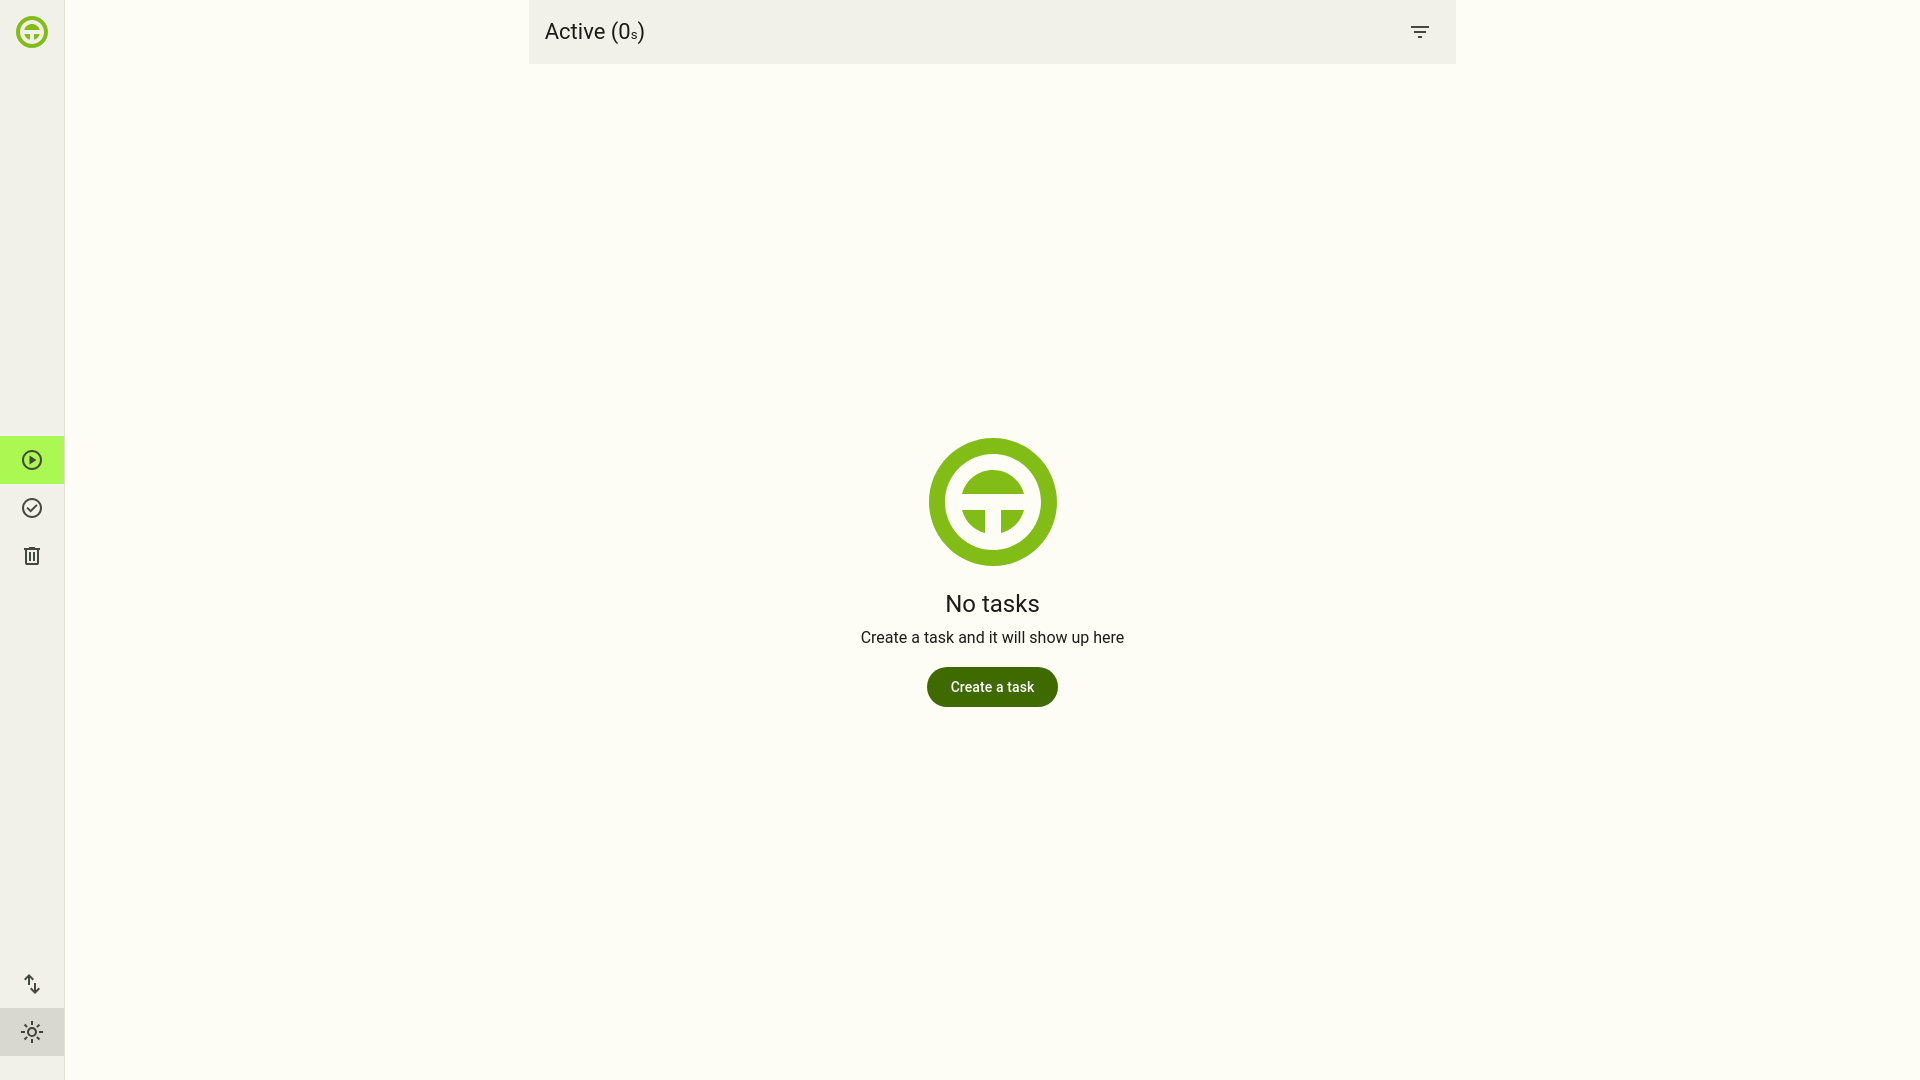 Active (0s)
No tasks
Create a task and it will show up here
Create a task